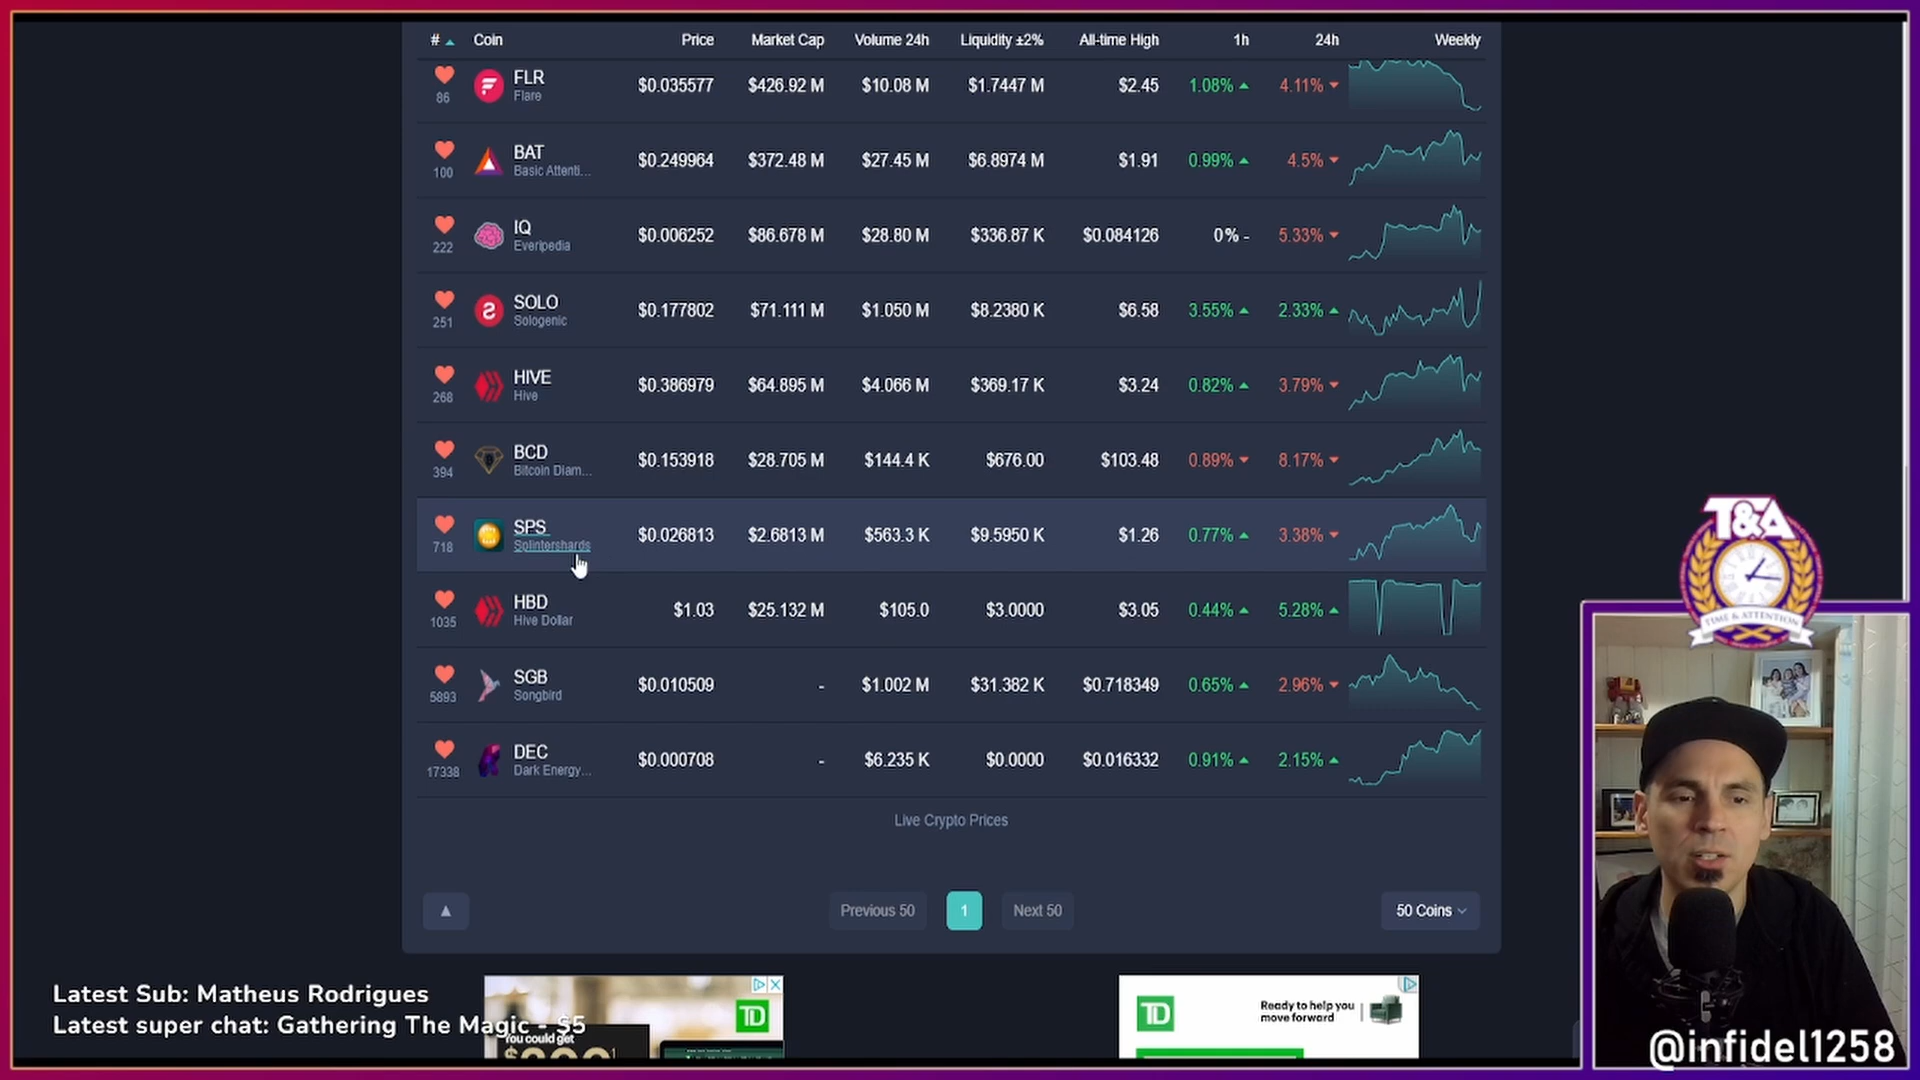 # Coin Price Market Cap Volume 24h Liquidity ±2% All-time High 1h 24h Weekly
86 FLR Flare $0.035577 $426.92 M $10.08 M $1.7447 M $2.45 1.08% 4.11%
100 BAT Basic Attenti... $0.249964 $372.48 M $27.45 M $6.8974 M $1.91 0.99% 4.5%
222 IQ Everipedia $0.006252 $86.678 M $28.80 M $336.87 K $0.084126 0% - 5.33%
251 SOLO Sologenic $0.177802 $71.111 M $1.050 M $8.2380 K $6.58 3.55% 2.33%
268 HIVE Hive $0.386979 $64.895 M $4.066 M $369.17 K $3.24 0.82% 3.79%
394 BCD Bitcoin Diam... $0.153918 $28.705 M $144.4 K $676.00 $103.48 0.89% 8.17%
718 SPS Splintershards $0.026813 $2.6813 M $563.3 K $9.5950 K $1.26 0.77% 3.38%
1035 HBD Hive Dollar $1.03 $25.132 M $105.0 $3.0000 $3.05 0.44% 5.28%
5893 SGB Songbird $0.010509 - $1.002 M $31.382 K $0.718349 0.65% 2.96%
17338 DEC Dark Energy... $0.000708 - $6.235 K $0.0000 $0.016332 0.91% 2.15%
Live Crypto Prices
Previous 50 1 Next 50 50 Coins
T&A
TIME & ATTENTION
Latest Sub: Matheus Rodrigues
Latest super chat: Gathering The Magic - $5
TD
You could get
TD
Ready to help you
move forward
@infidel1258